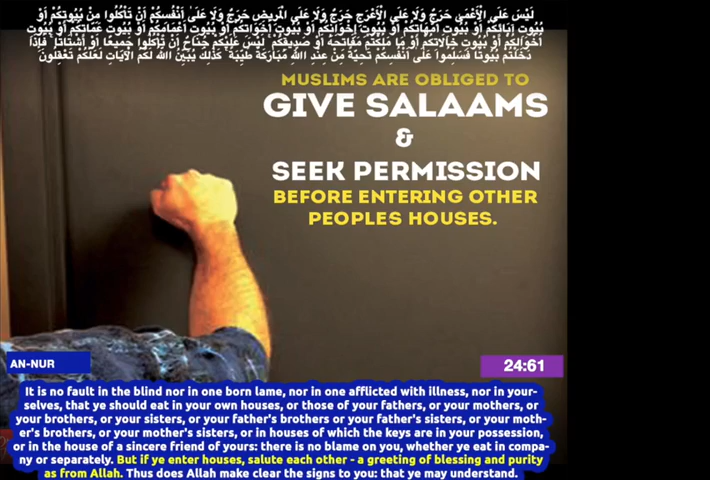 لَيْسَ عَلَى الْأَعْمَىٰ حَرَجٌ وَلَا عَلَى الْأَعْرَجِ حَرَجٌ وَلَا عَلَى الْمَرِيضِ حَرَجٌ وَلَا عَلَىٰ أَنْفُسِكُمْ أَنْ تَأْكُلُوا مِنْ بُيُوتِكُمْ أَوْ
بُيُوتِ آبَائِكُمْ أَوْ بُيُوتِ أُمَّهَاتِكُمْ أَوْ بُيُوتِ إِخْوَانِكُمْ أَوْ بُيُوتِ أَخَوَاتِكُمْ أَوْ بُيُوتِ أَعْمَامِكُمْ أَوْ بُيُوتِ عَمَّاتِكُمْ أَوْ بُيُوتِ
أَخْوَالِكُمْ أَوْ بُيُوتِ خَالَاتِكُمْ أَوْ مَا مَلَكْتُمْ مَفَاتِحَهُ أَوْ صَدِيقِكُمْ ۚ لَيْسَ عَلَيْكُمْ جُنَاحٌ أَنْ تَأْكُلُوا جَمِيعًا أَوْ أَشْتَاتًا ۚ فَإِذَا
دَخَلْتُمْ بُيُوتًا فَسَلِّمُوا عَلَىٰ أَنْفُسِكُمْ تَحِيَّةً مِنْ عِنْدِ اللَّهِ مُبَارَكَةً طَيِّبَةً ۚ كَذَٰلِكَ يُبَيِّنُ اللَّهُ لَكُمُ الْآيَاتِ لَعَلَّكُمْ تَعْقِلُونَ
MUSLIMS ARE OBLIGED TO
GIVE SALAAMS
&
SEEK PERMISSION
BEFORE ENTERING OTHER
PEOPLES HOUSES.
AN-NUR
24:61
It is no fault in the blind nor in one born lame, nor in one afflicted with illness, nor in your-
selves, that ye should eat in your own houses, or those of your fathers, or your mothers, or
your brothers, or your sisters, or your father's brothers or your father's sisters, or your moth-
er's brothers, or your mother's sisters, or in houses of which the keys are in your possession,
or in the house of a sincere friend of yours: there is no blame on you, whether ye eat in compa-
ny or separately. But if ye enter houses, salute each other - a greeting of blessing and purity
as from Allah. Thus does Allah make clear the signs to you: that ye may understand.